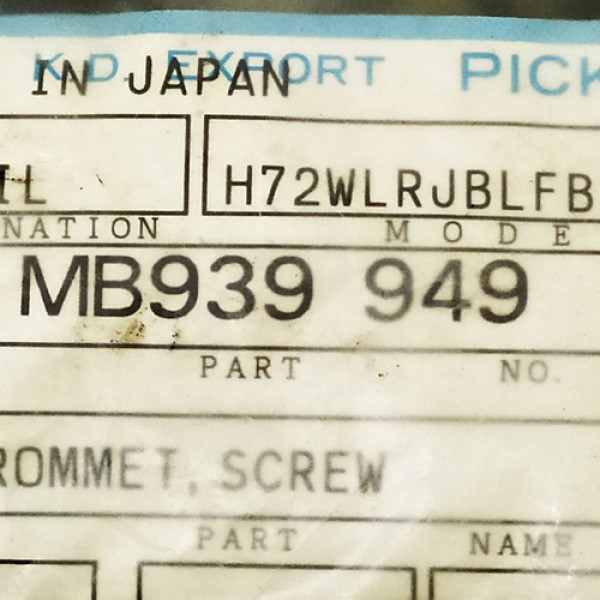 K.D. EXPORT PICK
IN JAPAN
IL H72WLRJBLFB
NATION MODE
MB939 949
PART NO.
ROMMET, SCREW
PART NAME